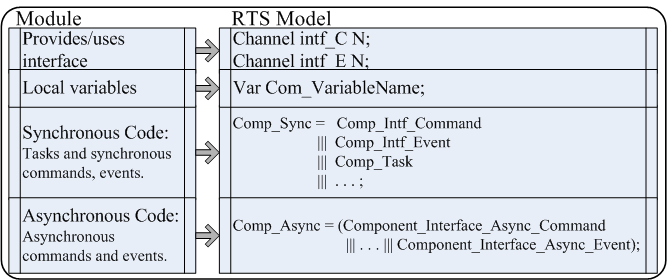 Module
RTS Model
Provides/uses
interface
Channel intf_C N;
Channel intf_E N;
Local variables
Var Com_VariableName;
Synchronous Code:
Tasks and synchronous
commands, events.
Comp_Sync = Comp_Intf_Command
||| Comp_Intf_Event
||| Comp_Task
||| . . . ;
Asynchronous Code:
Asynchronous
commands and events.
Comp_Async = (Component_Interface_Async_Command
||| . . . ||| Component_Interface_Async_Event);